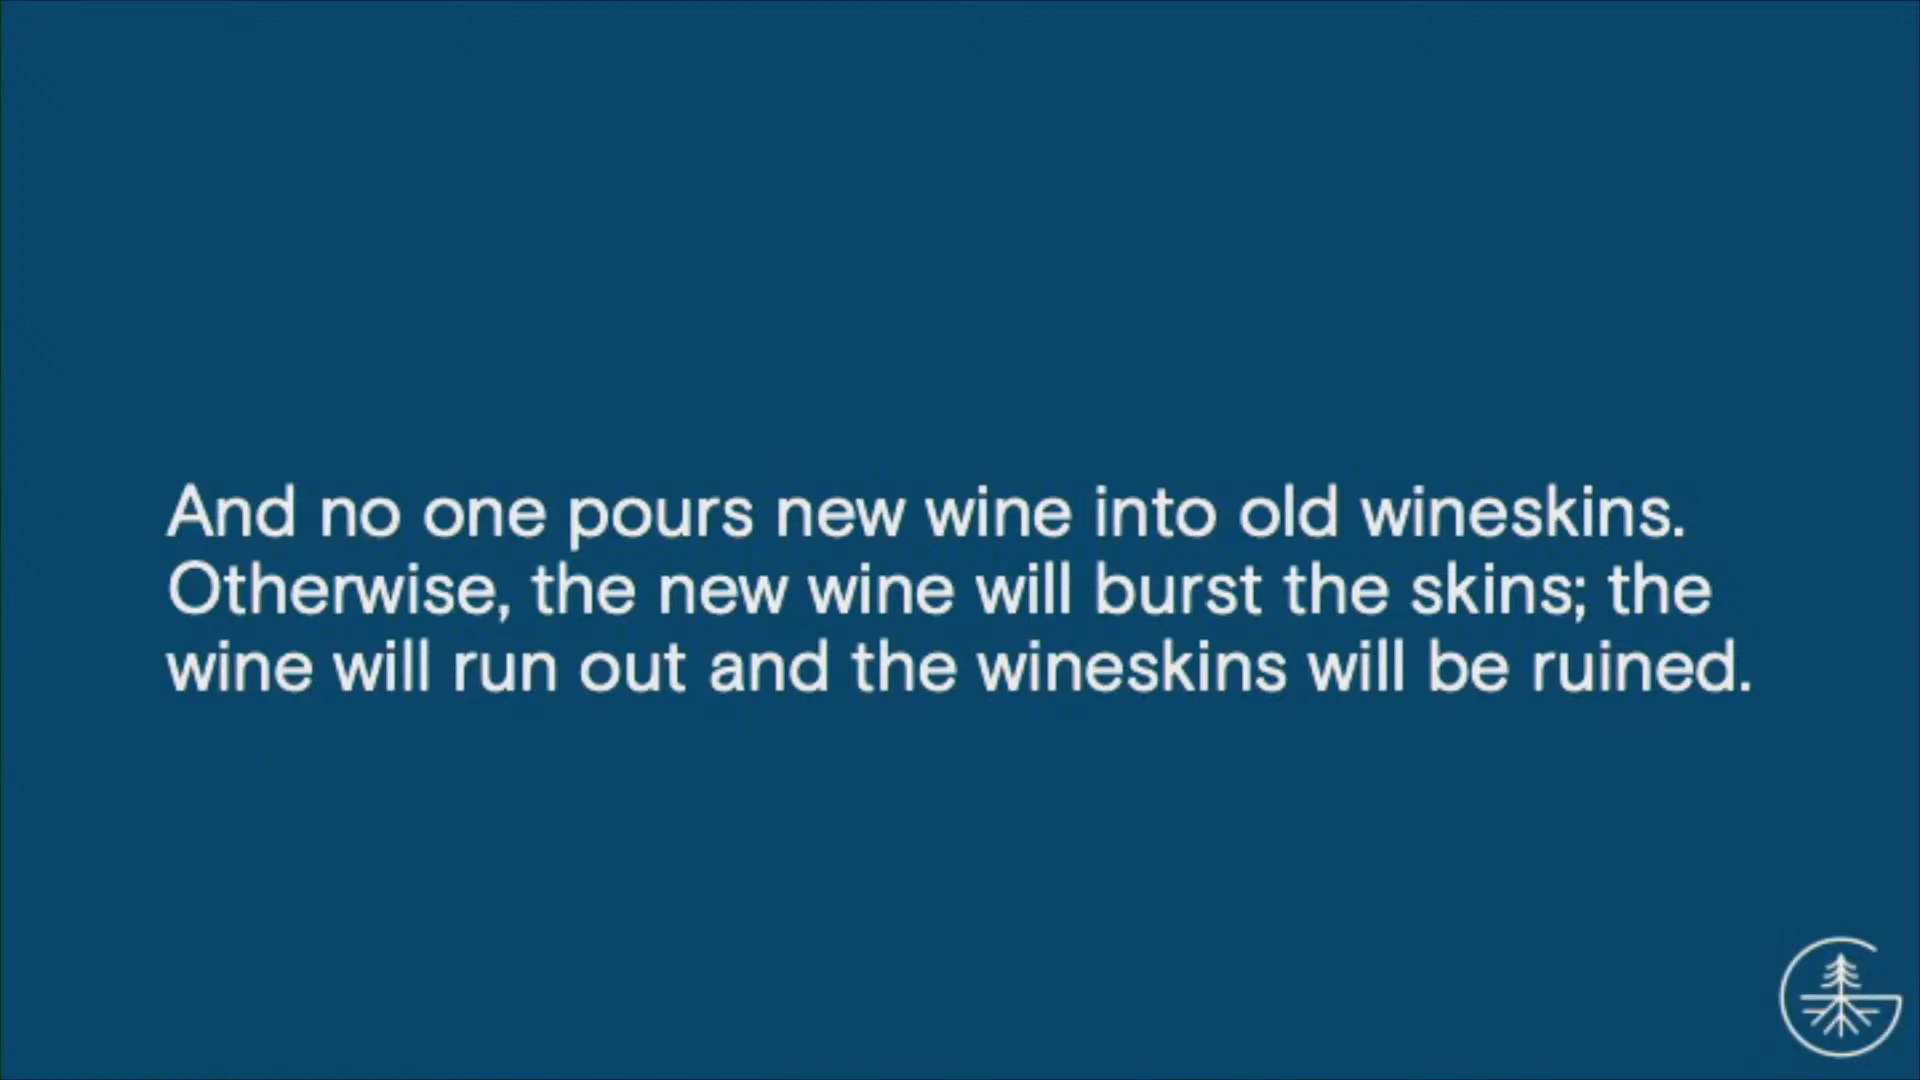 And no one pours new wine into old wineskins.
Otherwise, the new wine will burst the skins; the
wine will run out and the wineskins will be ruined.